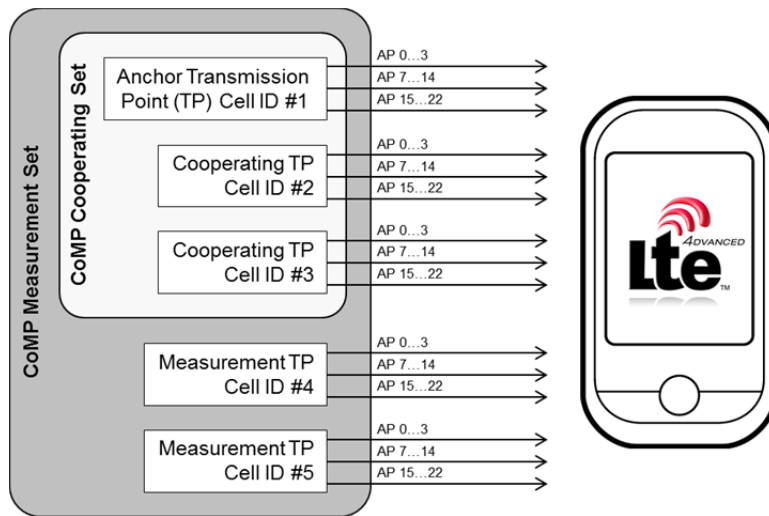 CoMP Measurement Set
CoMP Cooperating Set
Anchor Transmission
Point (TP) Cell ID #1
AP 0…3
AP 7…14
AP 15…22
Cooperating TP
Cell ID #2
AP 0…3
AP 7…14
AP 15…22
Cooperating TP
Cell ID #3
AP 0…3
AP 7…14
AP 15…22
Measurement TP
Cell ID #4
AP 0…3
AP 7…14
AP 15…22
Measurement TP
Cell ID #5
AP 0…3
AP 7…14
AP 15…22
ADVANCED
Lte™